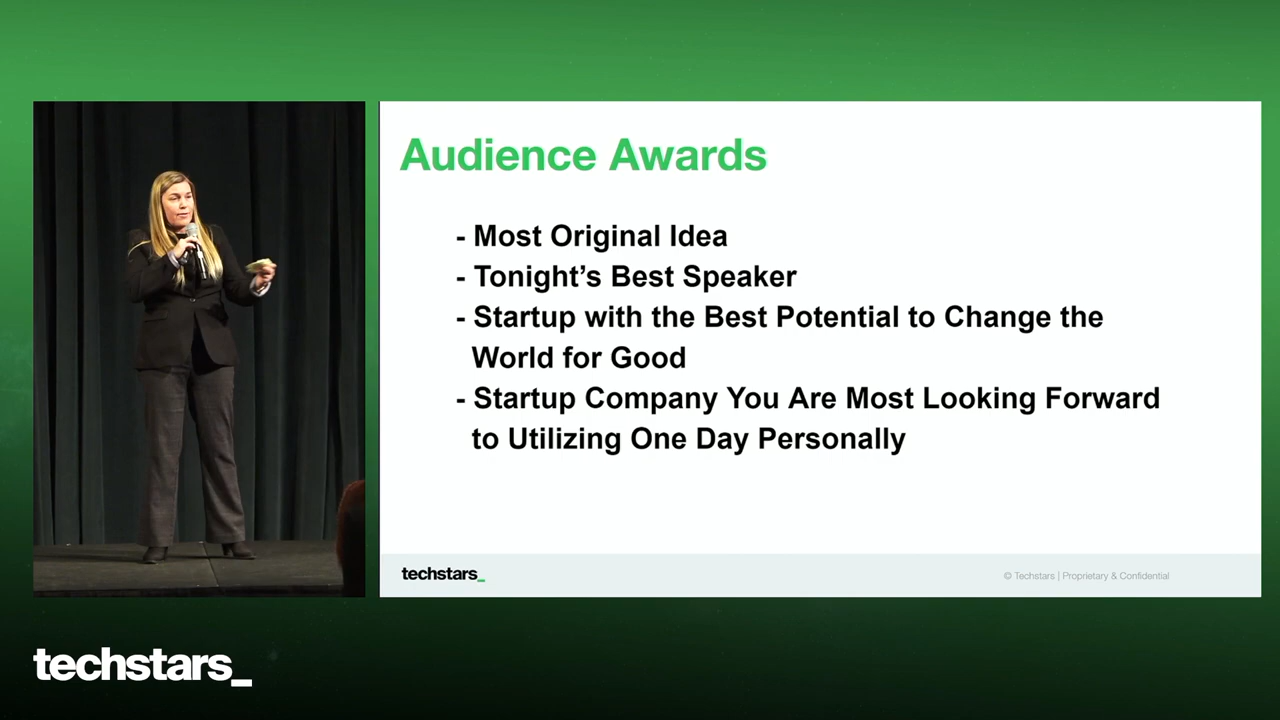 Audience Awards
- Most Original Idea
- Tonight’s Best Speaker
- Startup with the Best Potential to Change the
World for Good
- Startup Company You Are Most Looking Forward
to Utilizing One Day Personally
techstars_
© Techstars | Proprietary & Confidential
techstars_